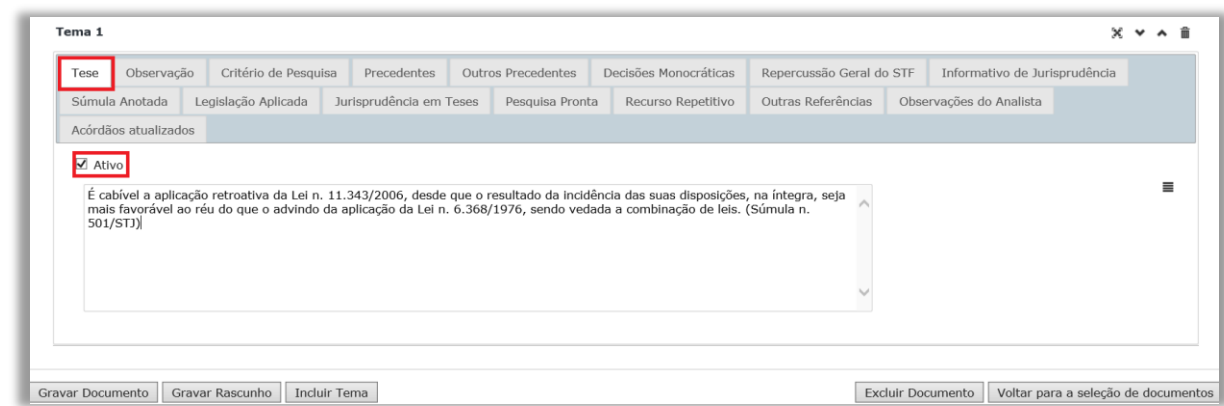 Tema 1
Tese Observação Critério de Pesquisa Precedentes Outros Precedentes Decisões Monocráticas Repercussão Geral do STF Informativo de Jurisprudência
Súmula Anotada Legislação Aplicada Jurisprudência em Teses Pesquisa Pronta Recurso Repetitivo Outras Referências Observações do Analista
Acórdãos atualizados
Ativo
É cabível a aplicação retroativa da Lei n. 11.343/2006, desde que o resultado da incidência das suas disposições, na íntegra, seja
mais favorável ao réu do que o advindo da aplicação da Lei n. 6.368/1976, sendo vedada a combinação de leis. (Súmula n.
501/STJ)
Gravar Documento Gravar Rascunho Incluir Tema Excluir Documento Voltar para a seleção de documentos